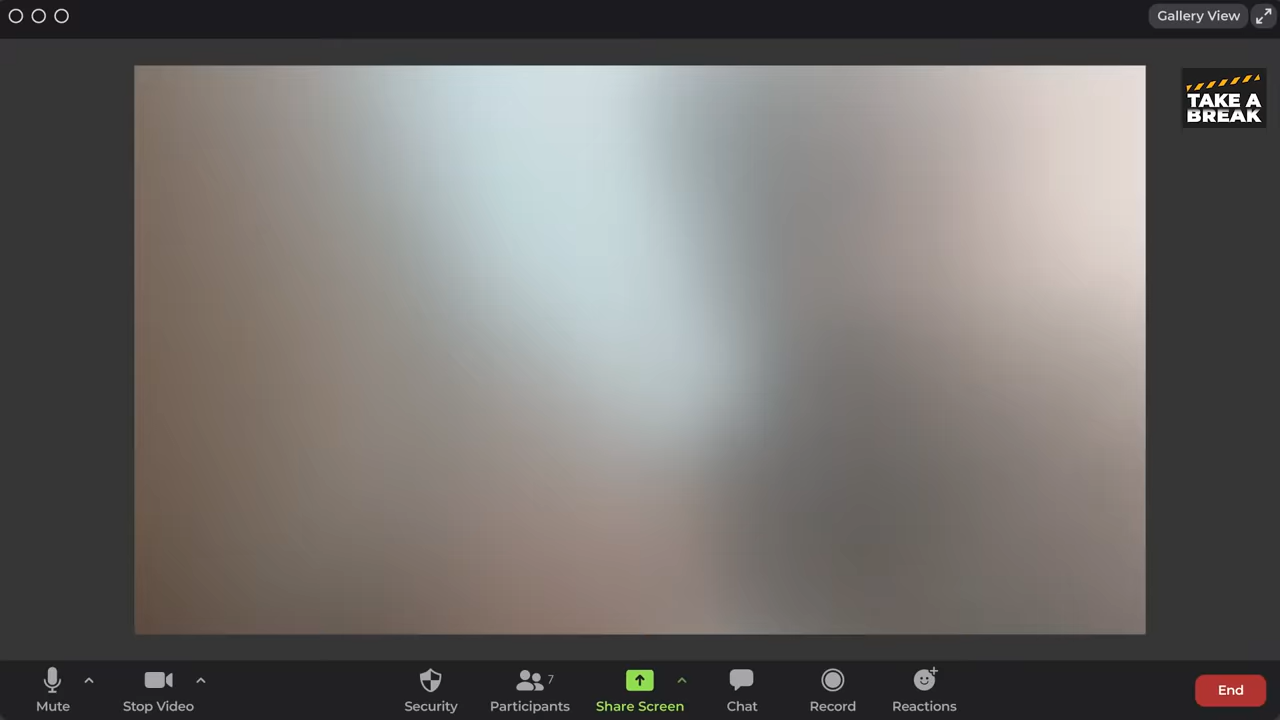 Gallery View
TAKE A
BREAK
Mute
Stop Video
Security
Participants
7
Share Screen
Chat
Record
Reactions
End